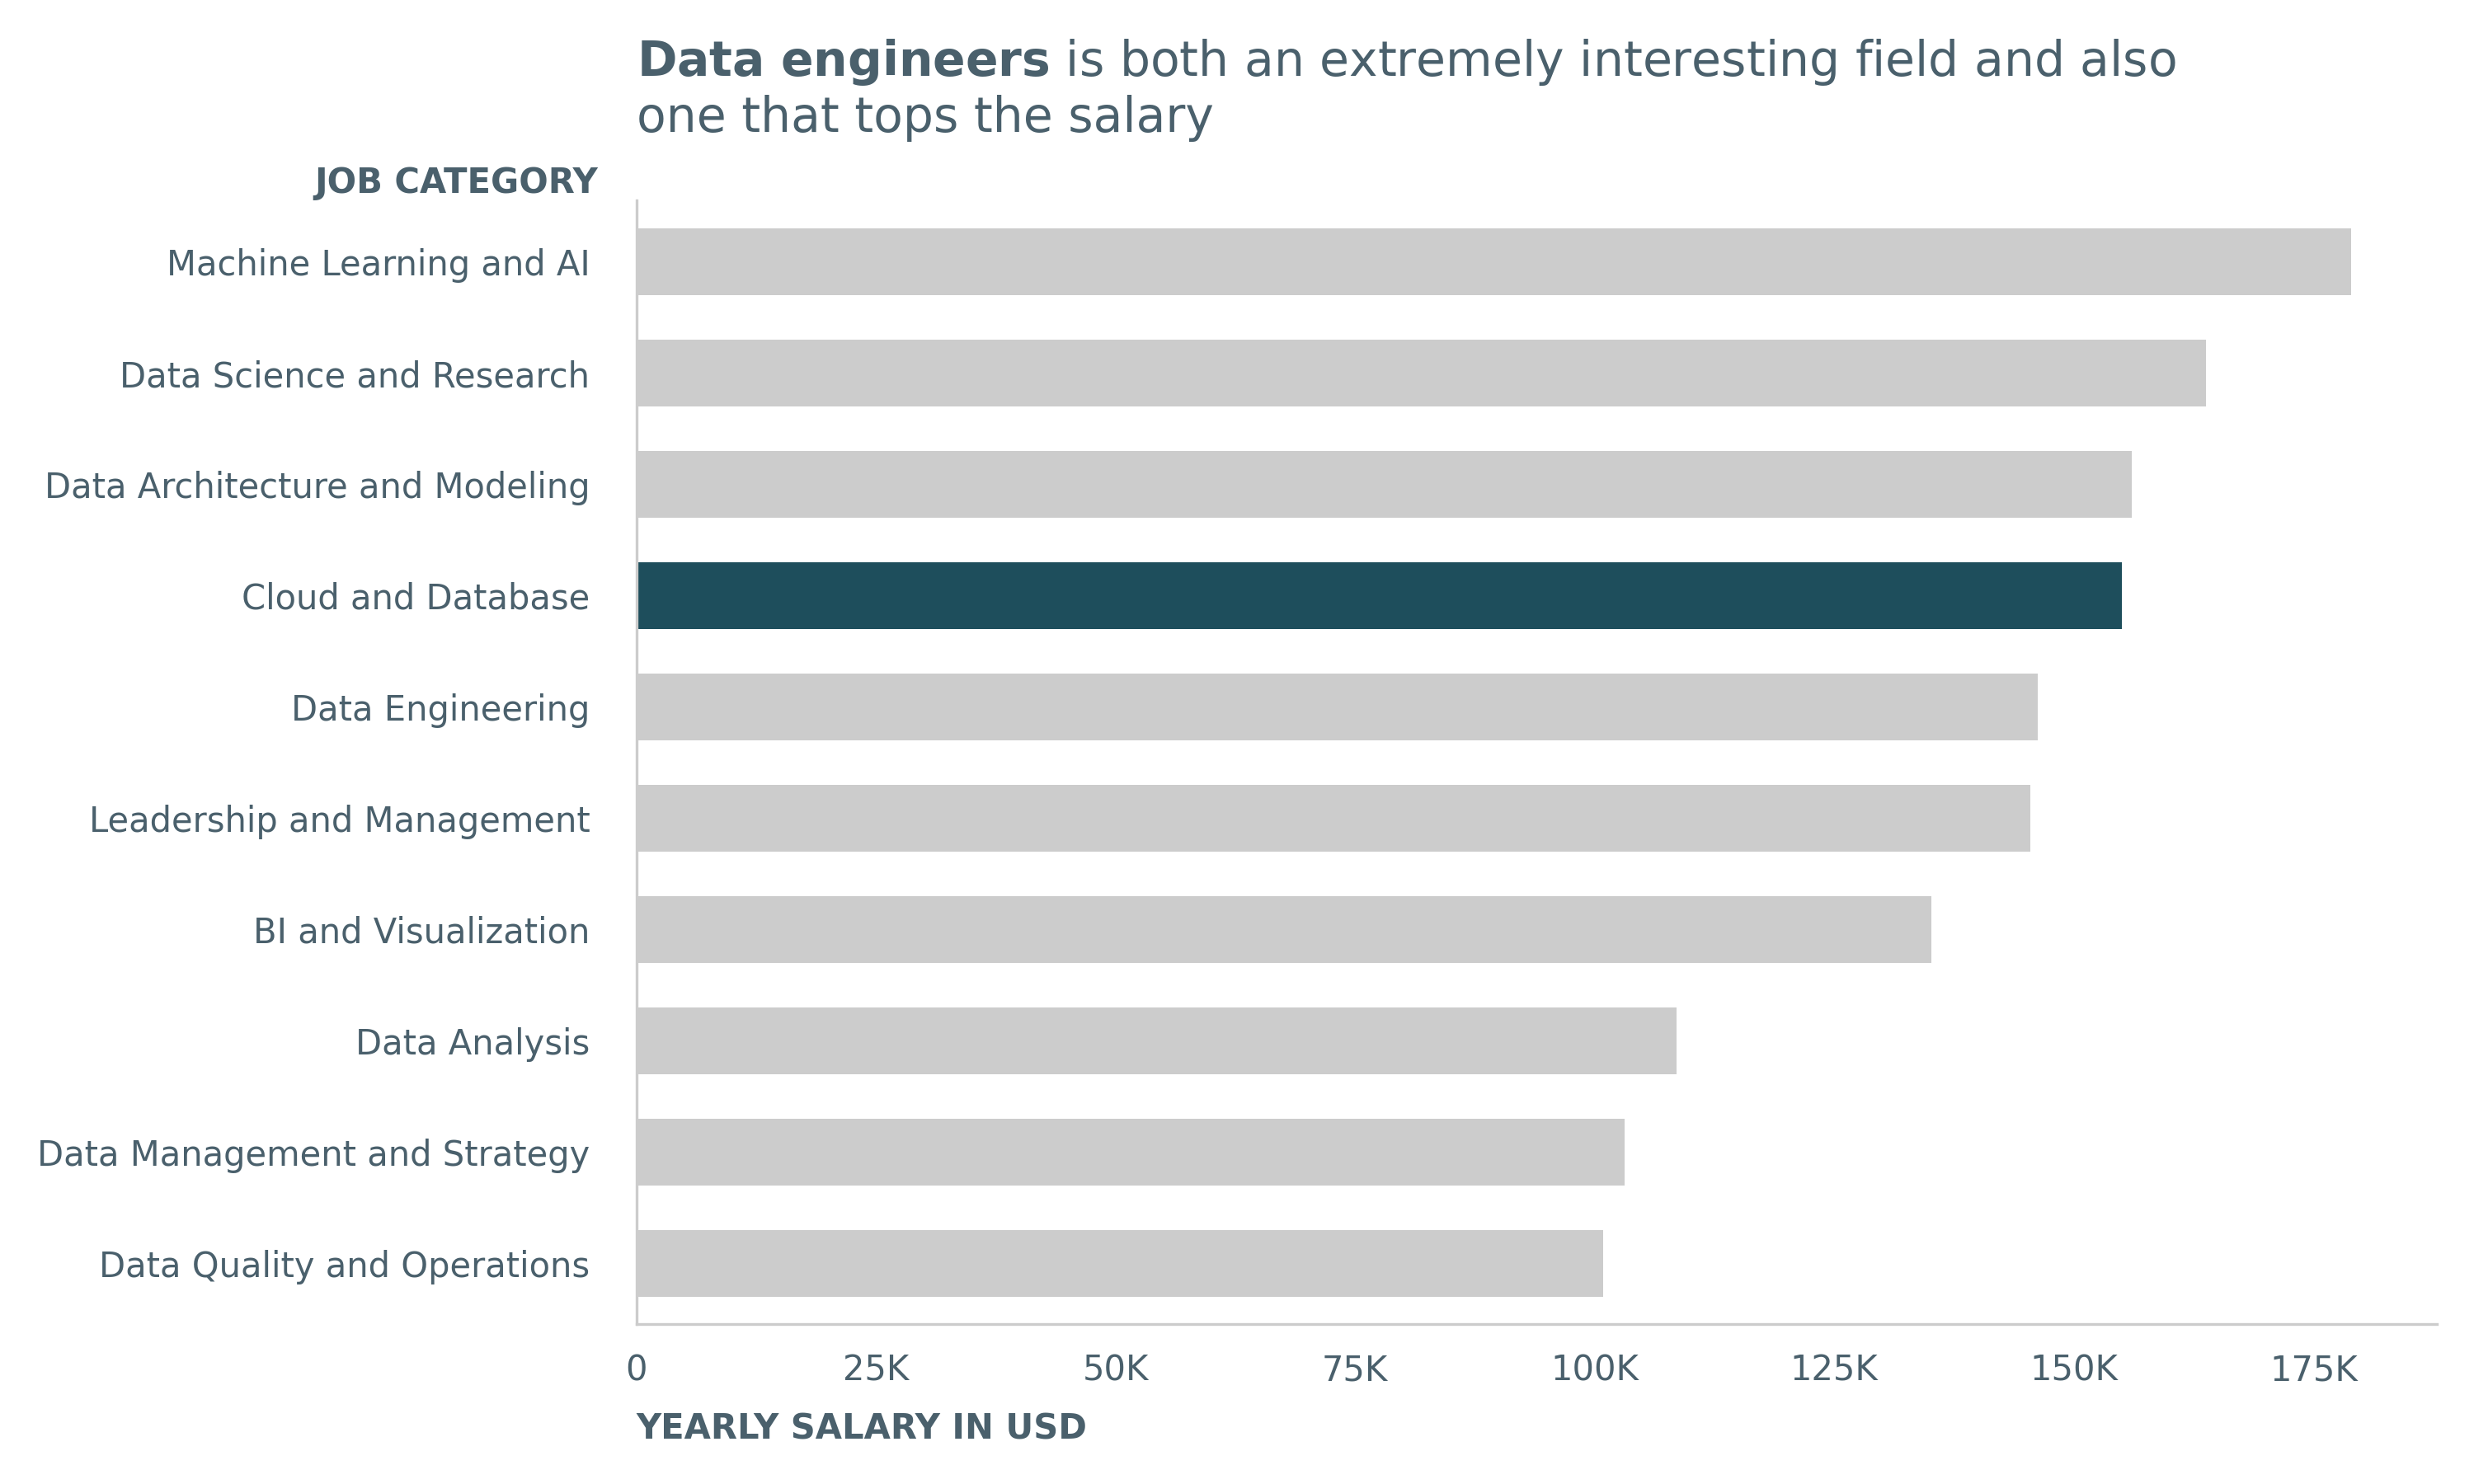 Data engineers is both an extremely interesting field and also
one that tops the salary
JOB CATEGORY
Machine Learning and AI
Data Science and Research
Data Architecture and Modeling
Cloud and Database
Data Engineering
Leadership and Management
BI and Visualization
Data Analysis
Data Management and Strategy
Data Quality and Operations
0 25K 50K 75K 100K 125K 150K 175K
YEARLY SALARY IN USD